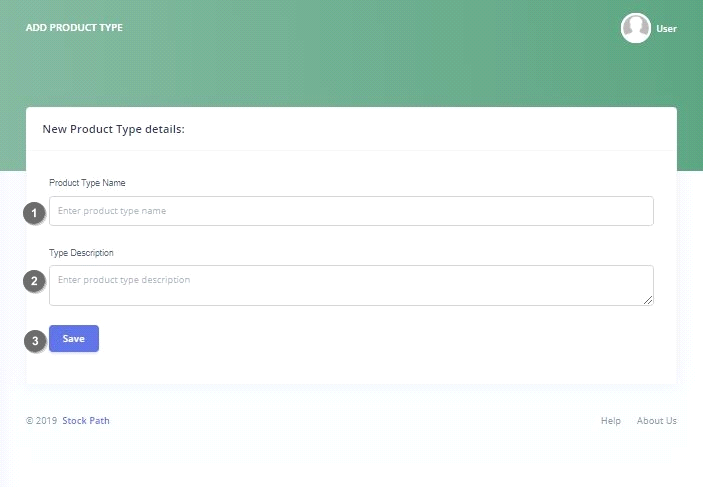 ADD PRODUCT TYPE
User
New Product Type details:
Product Type Name
1
Enter product type name
Type Description
2
Enter product type description
3
Save
© 2019 Stock Path
Help About Us